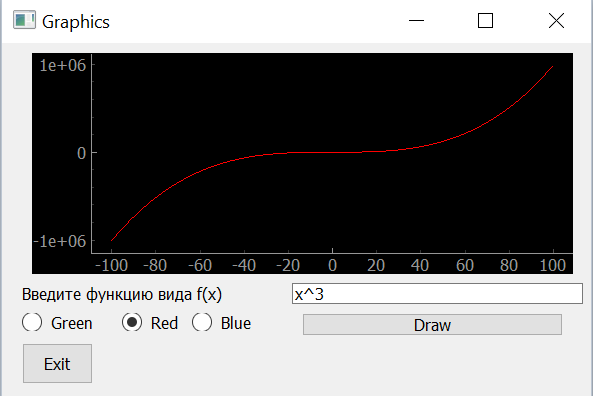 Graphics
1e+06
0
-1e+06
-100 -80 -60 -40 -20 0 20 40 60 80 100
Введите функцию вида f(x) x^3
Green Red Blue Draw
Exit